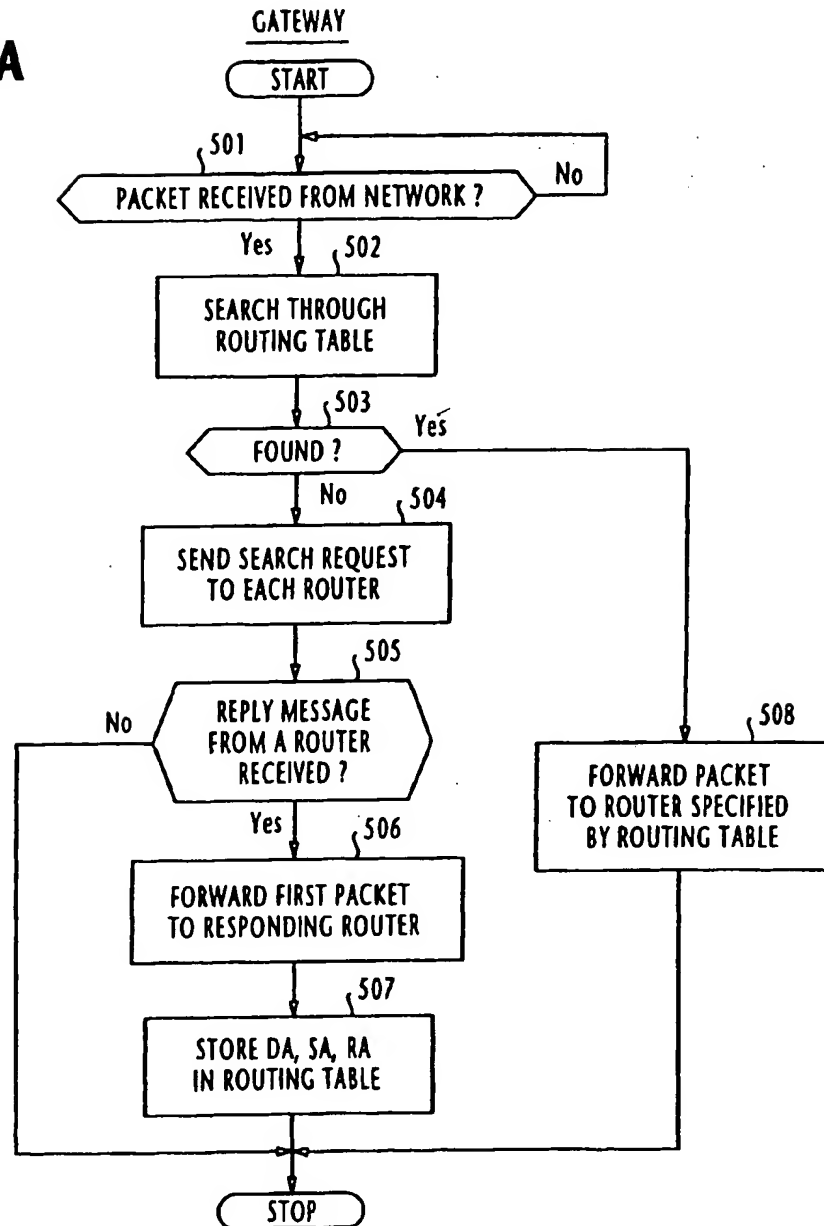 GATEWAY
A
START
501
No
PACKET RECEIVED FROM NETWORK ?
Yes
502
SEARCH THROUGH
ROUTING TABLE
503
Yes
FOUND ?
No
504
SEND SEARCH REQUEST
TO EACH ROUTER
505
No
REPLY MESSAGE
FROM A ROUTER
RECEIVED ?
508
FORWARD PACKET
TO ROUTER SPECIFIED
BY ROUTING TABLE
Yes
506
FORWARD FIRST PACKET
TO RESPONDING ROUTER
507
STORE DA, SA, RA
IN ROUTING TABLE
STOP